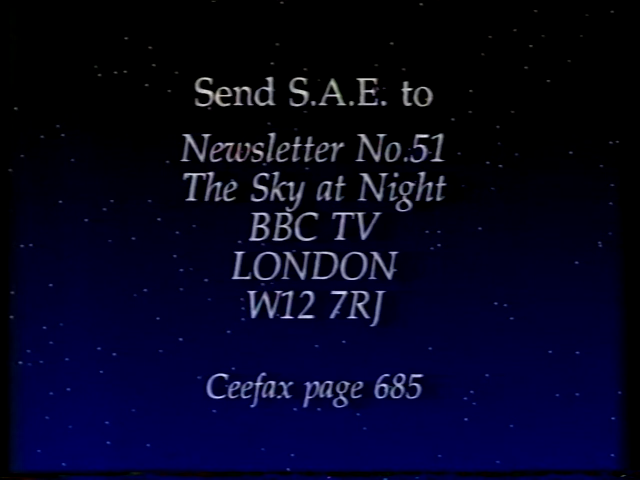 Send S.A.E. to
Newsletter No.51
The Sky at Night
BBC TV
LONDON
W12 7RJ
Ceefax page 685